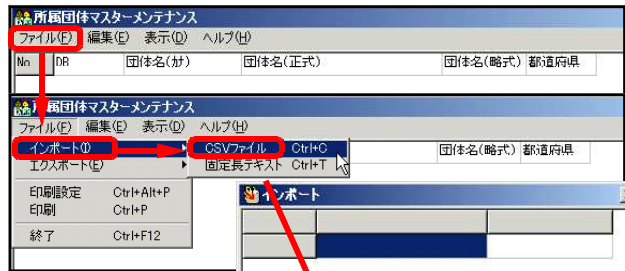 所属団体マスターメンテナンス
ファイル(F) 編集(E) 表示(D) ヘルプ(H)
No DB 団体名(ｶﾅ) 団体名(正式) 団体名(略式) 都道府県
所属団体マスターメンテナンス
ファイル(F) 編集(E) 表示(D) ヘルプ(H)
インポート(I) CSVファイル Ctrl+C 団体名(略式) 都道府県
エクスポート(E) 固定長テキスト Ctrl+T
印刷設定 Ctrl+Alt+P インポート
印刷 Ctrl+P
終了 Ctrl+F12